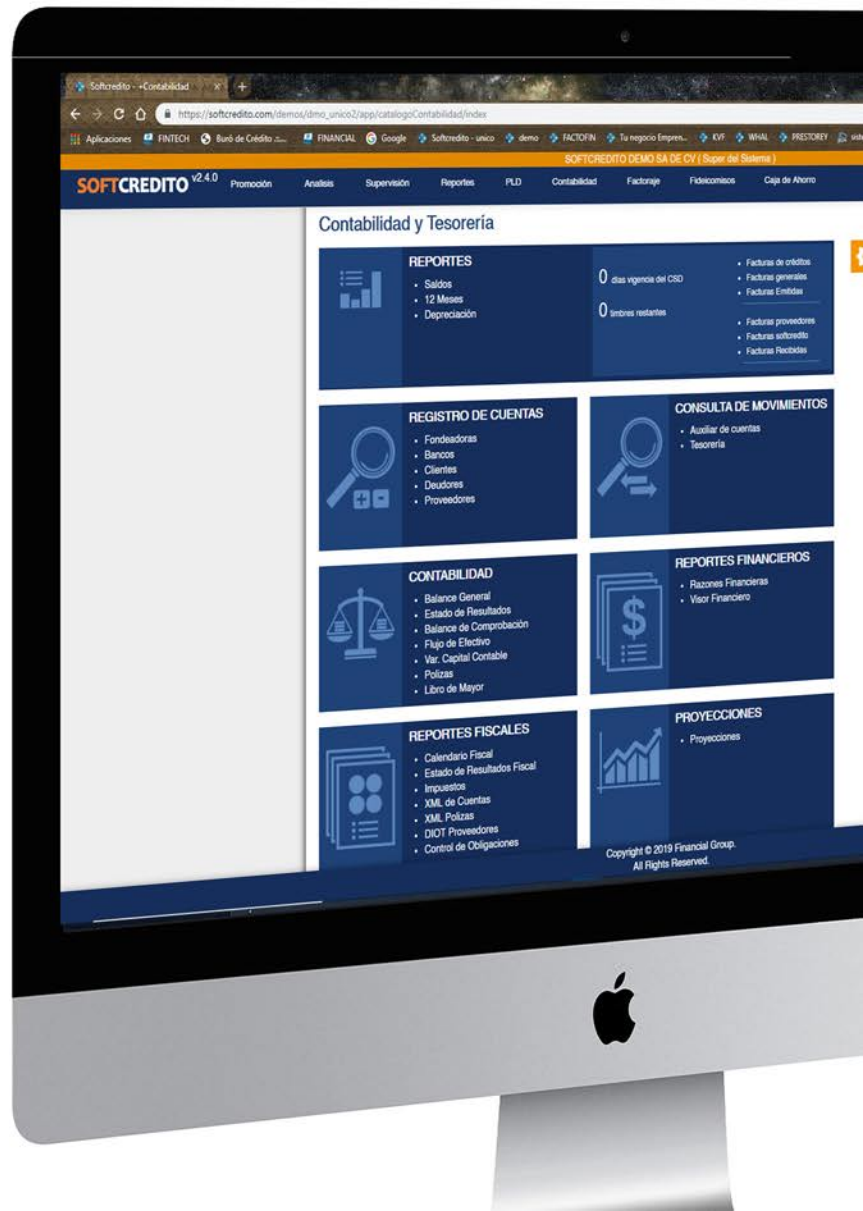 Softcredito - +Contabilidad
https://softcredito.com/demos/dmo_unico2/app/catalogoContabilidad/index
Aplicaciones FINTECH Buró de Crédito ::... FINANCIAL Google Softcredito - unico demo FACTOFIN Tu negocio Empren... KVF WHAL PRESTOREY
SOFTCREDITO DEMO SA DE CV ( Super del Sistema )
SOFTCREDITO v2.4.0 Promoción Analisis Supervisión Reportes PLD Contabilidad Factoraje Fideicomisos Caja de Ahorro
Contabilidad y Tesorería
REPORTES
• Saldos
• 12 Meses
• Depreciación
0 días vigencia del CSD
0 timbres restantes
• Facturas de créditos
• Facturas generales
• Facturas Emitidas
• Facturas proveedores
• Facturas softcredito
• Facturas Recibidas
REGISTRO DE CUENTAS
• Fondeadoras
• Bancos
• Clientes
• Deudores
• Proveedores
CONSULTA DE MOVIMIENTOS
• Auxiliar de cuentas
• Tesorería
CONTABILIDAD
• Balance General
• Estado de Resultados
• Balance de Comprobación
• Flujo de Efectivo
• Var. Capital Contable
• Polizas
• Libro de Mayor
REPORTES FINANCIEROS
• Razones Financieras
• Visor Financiero
REPORTES FISCALES
• Calendario Fiscal
• Estado de Resultados Fiscal
• Impuestos
• XML de Cuentas
• XML Polizas
• DIOT Proveedores
• Control de Obligaciones
PROYECCIONES
• Proyecciones
Copyright © 2019 Financial Group.
All Rights Reserved.